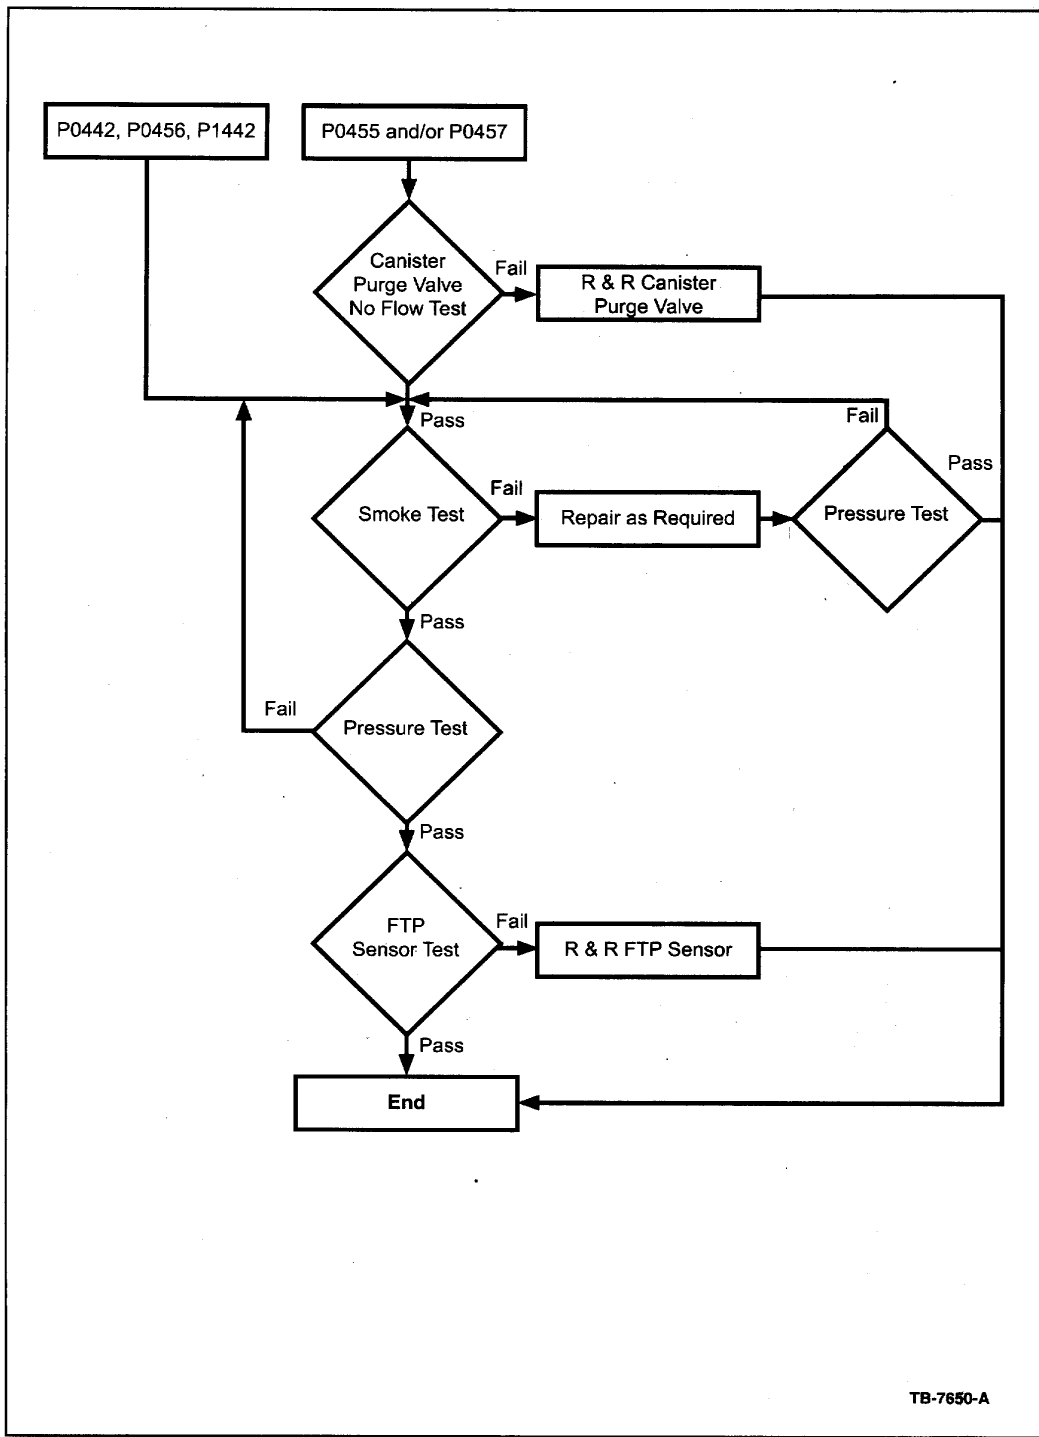 P0442, P0456, P1442
P0455 and/or P0457
Canister
Purge Valve
No Flow Test
Fail
R & R Canister
Purge Valve
Pass
Fail
Pass
Smoke Test
Fail
Repair as Required
Pressure Test
Pass
Fail
Pressure Test
Pass
FTP
Sensor Test
Fail
R & R FTP Sensor
Pass
End
TB-7650-A